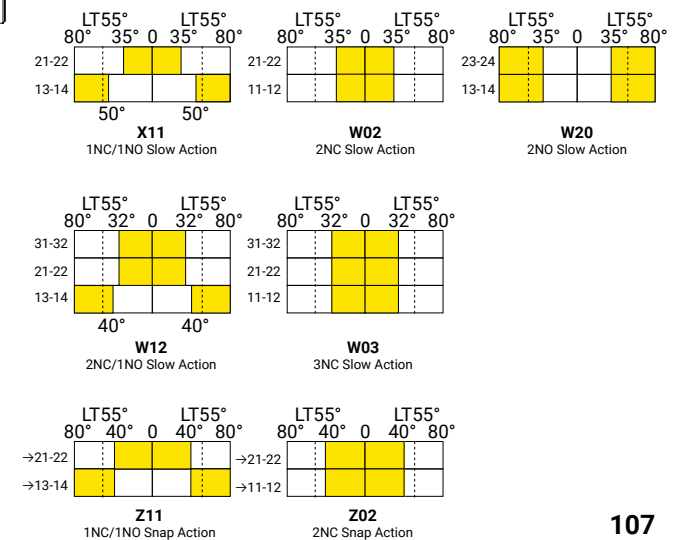 LT55° LT55°
80° 35° 0 35° 80°
21-22
13-14
50° 50°
X11
1NC/1NO Slow Action
LT55° LT55°
80° 35° 0 35° 80°
21-22
11-12
W02
2NC Slow Action
LT55° LT55°
80° 35° 0 35° 80°
23-24
13-14
W20
2NO Slow Action
LT55° LT55°
80° 32° 0 32° 80°
31-32
21-22
13-14
40° 40°
W12
2NC/1NO Slow Action
LT55° LT55°
80° 32° 0 32° 80°
31-32
21-22
11-12
W03
3NC Slow Action
LT55° LT55°
80° 40° 0 40° 80°
→21-22
→13-14
Z11
1NC/1NO Snap Action
LT55° LT55°
80° 40° 0 40° 80°
→21-22
→11-12
Z02
2NC Snap Action
107